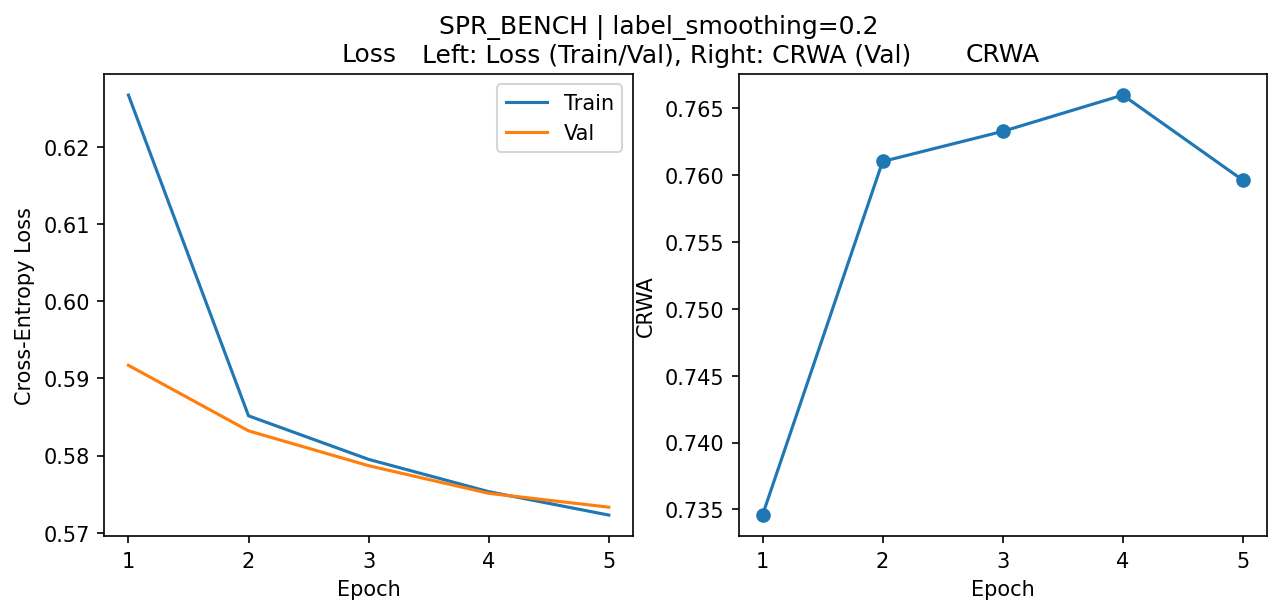 SPR_BENCH | label_smoothing=0.2
Left: Loss (Train/Val), Right: CRWA (Val)
Loss
Train
Val
Cross-Entropy Loss
0.62
0.61
0.60
0.59
0.58
0.57
1 2 3 4 5
Epoch
CRWA
CRWA
0.765
0.760
0.755
0.750
0.745
0.740
0.735
1 2 3 4 5
Epoch